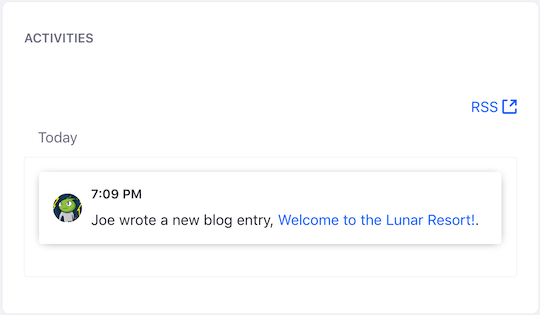 ACTIVITIES
RSS
Today
7:09 PM
Joe wrote a new blog entry, Welcome to the Lunar Resort!.